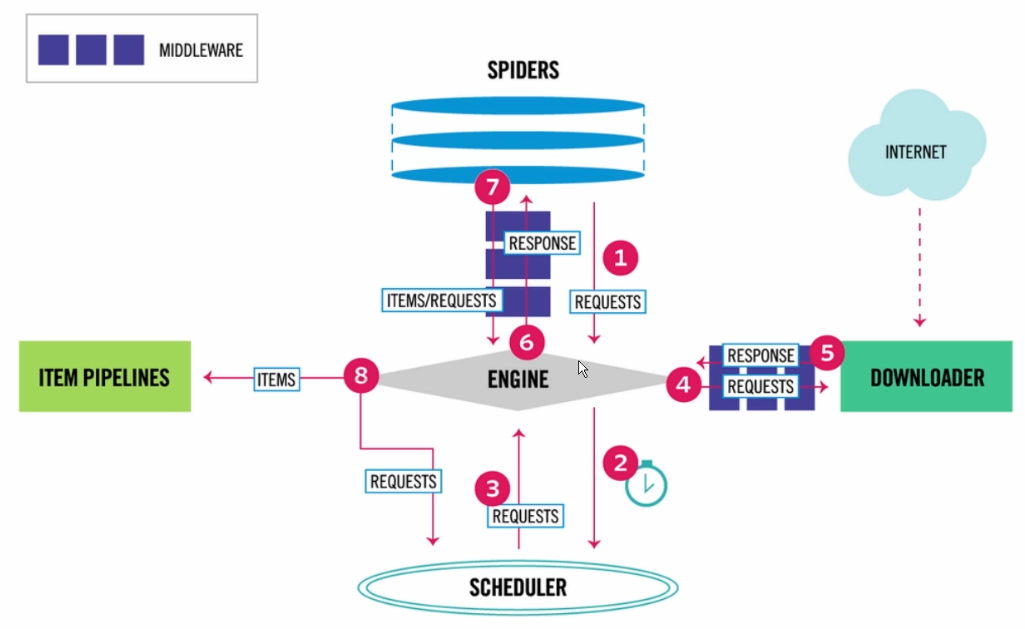 MIDDLEWARE
SPIDERS
INTERNET
7
RESPONSE
1
ITEMS/REQUESTS
REQUESTS
6
5
RESPONSE
ITEM PIPELINES
ITEMS
8
ENGINE
4
REQUESTS
DOWNLOADER
2
REQUESTS
3
REQUESTS
SCHEDULER